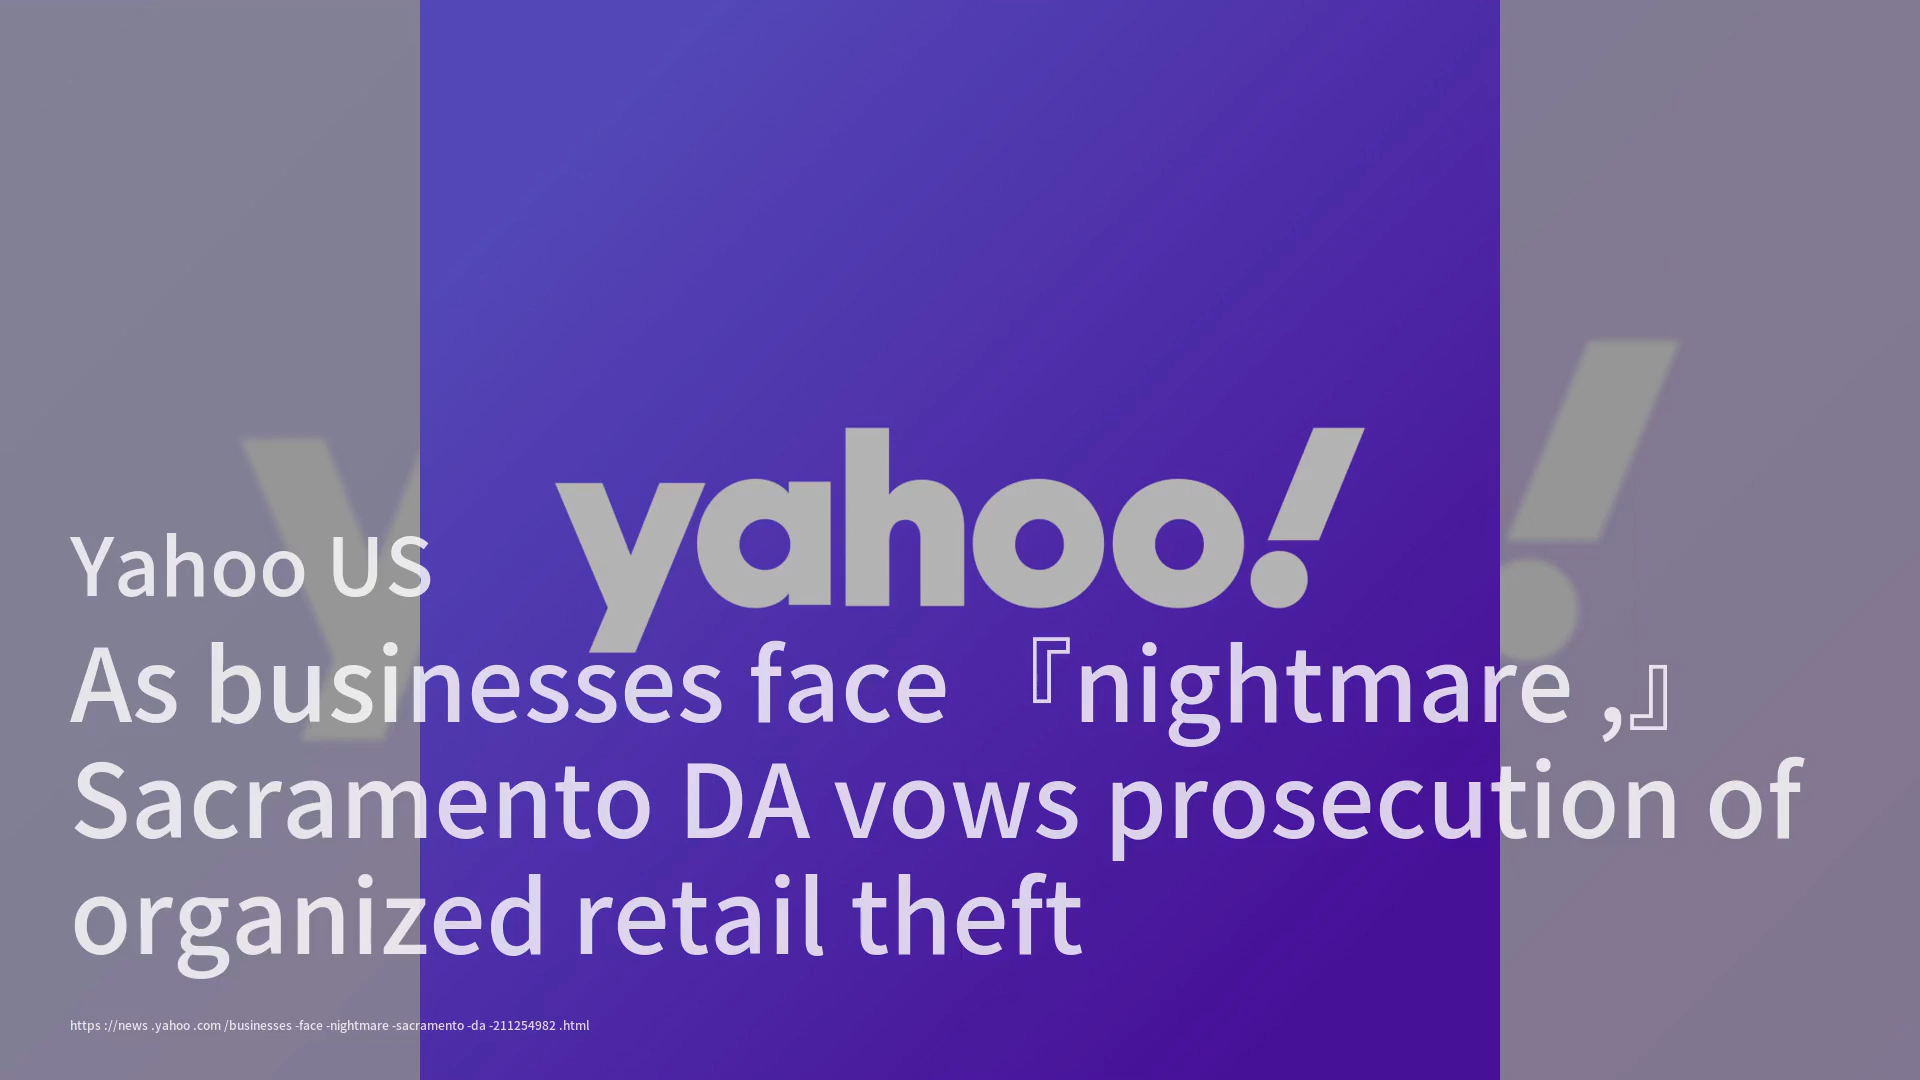 yahoo!
Yahoo US
As businesses face 『nightmare ,』
Sacramento DA vows prosecution of
organized retail theft
https ://news .yahoo .com /businesses -face -nightmare -sacramento -da -211254982 .html